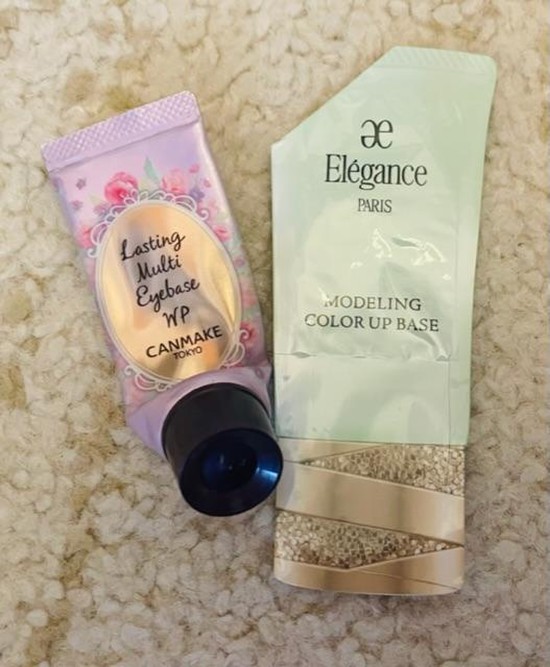 Lasting
Multi
Eyebase
WP
CANMAKE
TOKYO
æ
Elégance
PARIS
MODELING
COLOR UP BASE